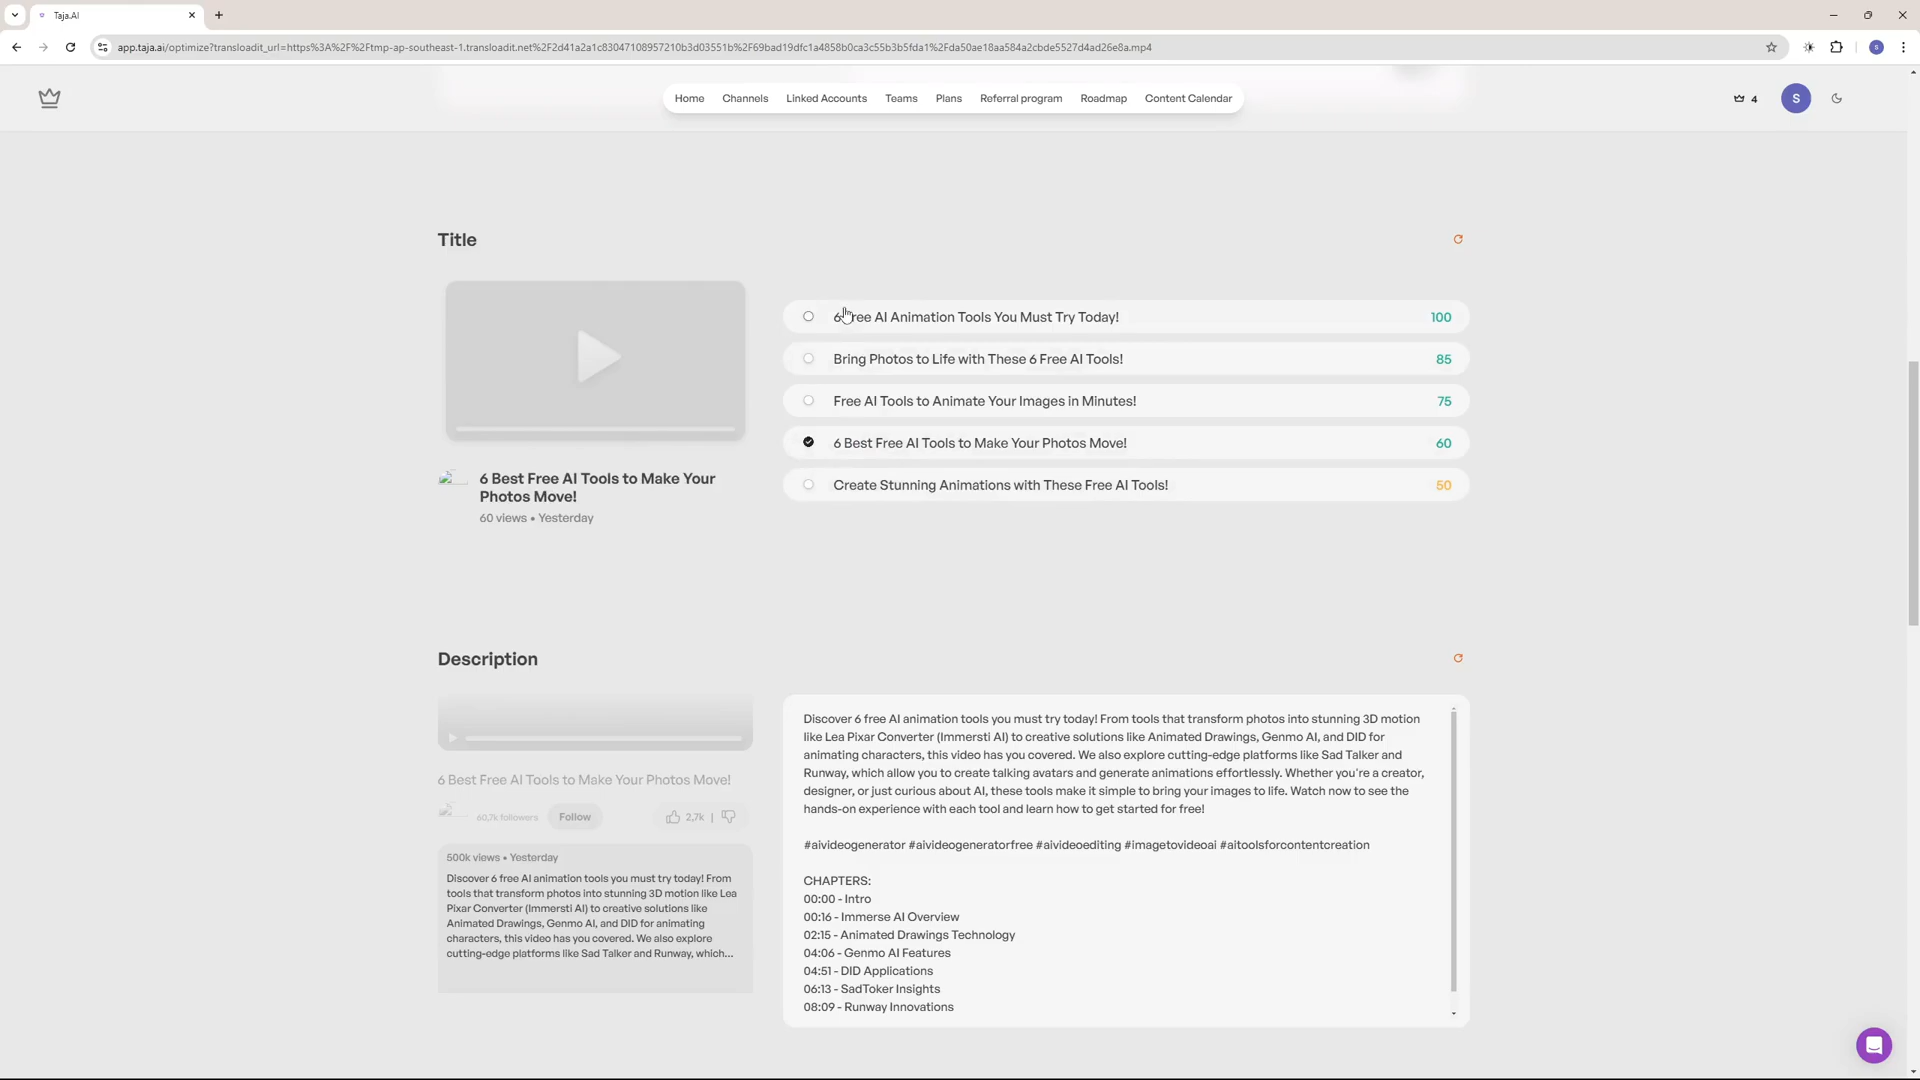 Taja.AI
app.taja.ai/optimize?transloadit_url=https%3A%2F%2Ftmp-ap-southeast-1.transloadit.net%2F2d41a2a1c83047108957210b3d03551b%2F69bad19dfc1a4858b0ca3c55b3b5fda1%2Fda50ae18aa584a2cbde5527d4ad26e8a.mp4
Home
Channels
Linked Accounts
Teams
Plans
Referral program
Roadmap
Content Calendar
4
S
Title
6 Free AI Animation Tools You Must Try Today! 100
Bring Photos to Life with These 6 Free AI Tools! 85
Free AI Tools to Animate Your Images in Minutes! 75
6 Best Free AI Tools to Make Your Photos Move! 60
Create Stunning Animations with These Free AI Tools! 50
6 Best Free AI Tools to Make Your
Photos Move!
60 views • Yesterday
Description
6 Best Free AI Tools to Make Your Photos Move!
60,7k followers
Follow
2,7k |
500k views • Yesterday
Discover 6 free AI animation tools you must try today! From
tools that transform photos into stunning 3D motion like Lea
Pixar Converter (Immersti AI) to creative solutions like
Animated Drawings, Genmo AI, and DID for animating
characters, this video has you covered. We also explore
cutting-edge platforms like Sad Talker and Runway, which...
Discover 6 free AI animation tools you must try today! From tools that transform photos into stunning 3D motion
like Lea Pixar Converter (Immersti AI) to creative solutions like Animated Drawings, Genmo AI, and DID for
animating characters, this video has you covered. We also explore cutting-edge platforms like Sad Talker and
Runway, which allow you to create talking avatars and generate animations effortlessly. Whether you're a creator,
designer, or just curious about AI, these tools make it simple to bring your images to life. Watch now to see the
hands-on experience with each tool and learn how to get started for free!
#aivideogenerator #aivideogeneratorfree #aivideoediting #imagetovideoai #aitoolsforcontentcreation
CHAPTERS:
00:00 - Intro
00:16 - Immerse AI Overview
02:15 - Animated Drawings Technology
04:06 - Genmo AI Features
04:51 - DID Applications
06:13 - SadToker Insights
08:09 - Runway Innovations